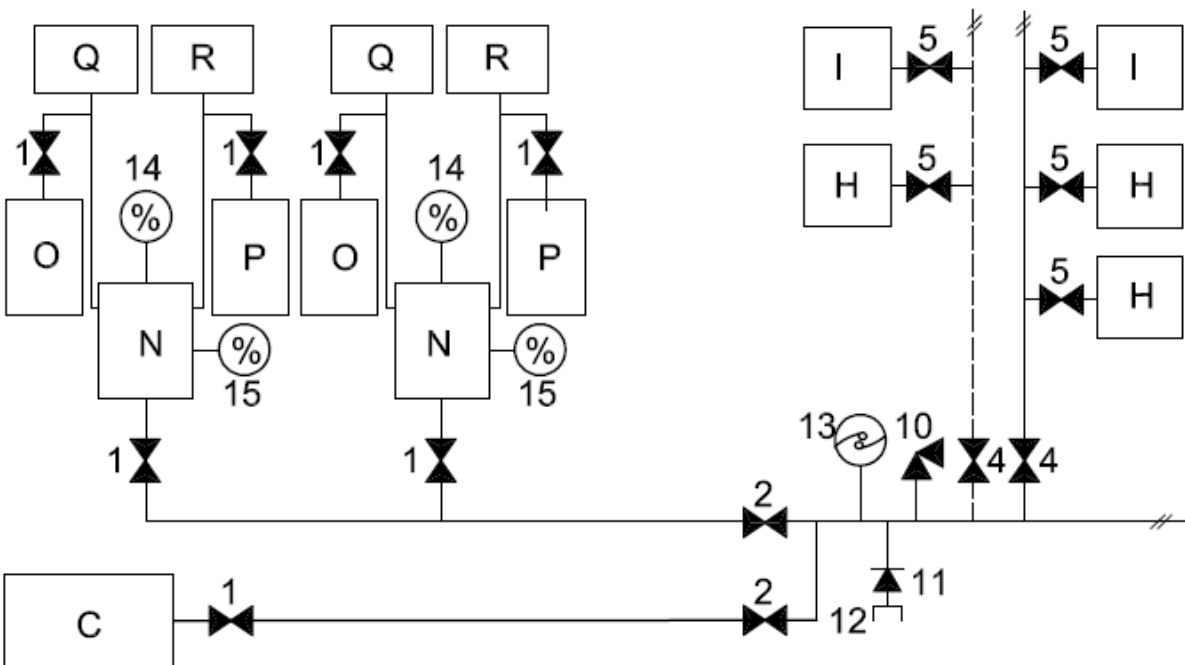 Q R Q R
I 5 5 I
1 1 1 1
14 14
% %
H 5 5 H
O P O P
5 H
N % N %
15 15
13 10
1 1 4 4
2
C 1 2 12 11